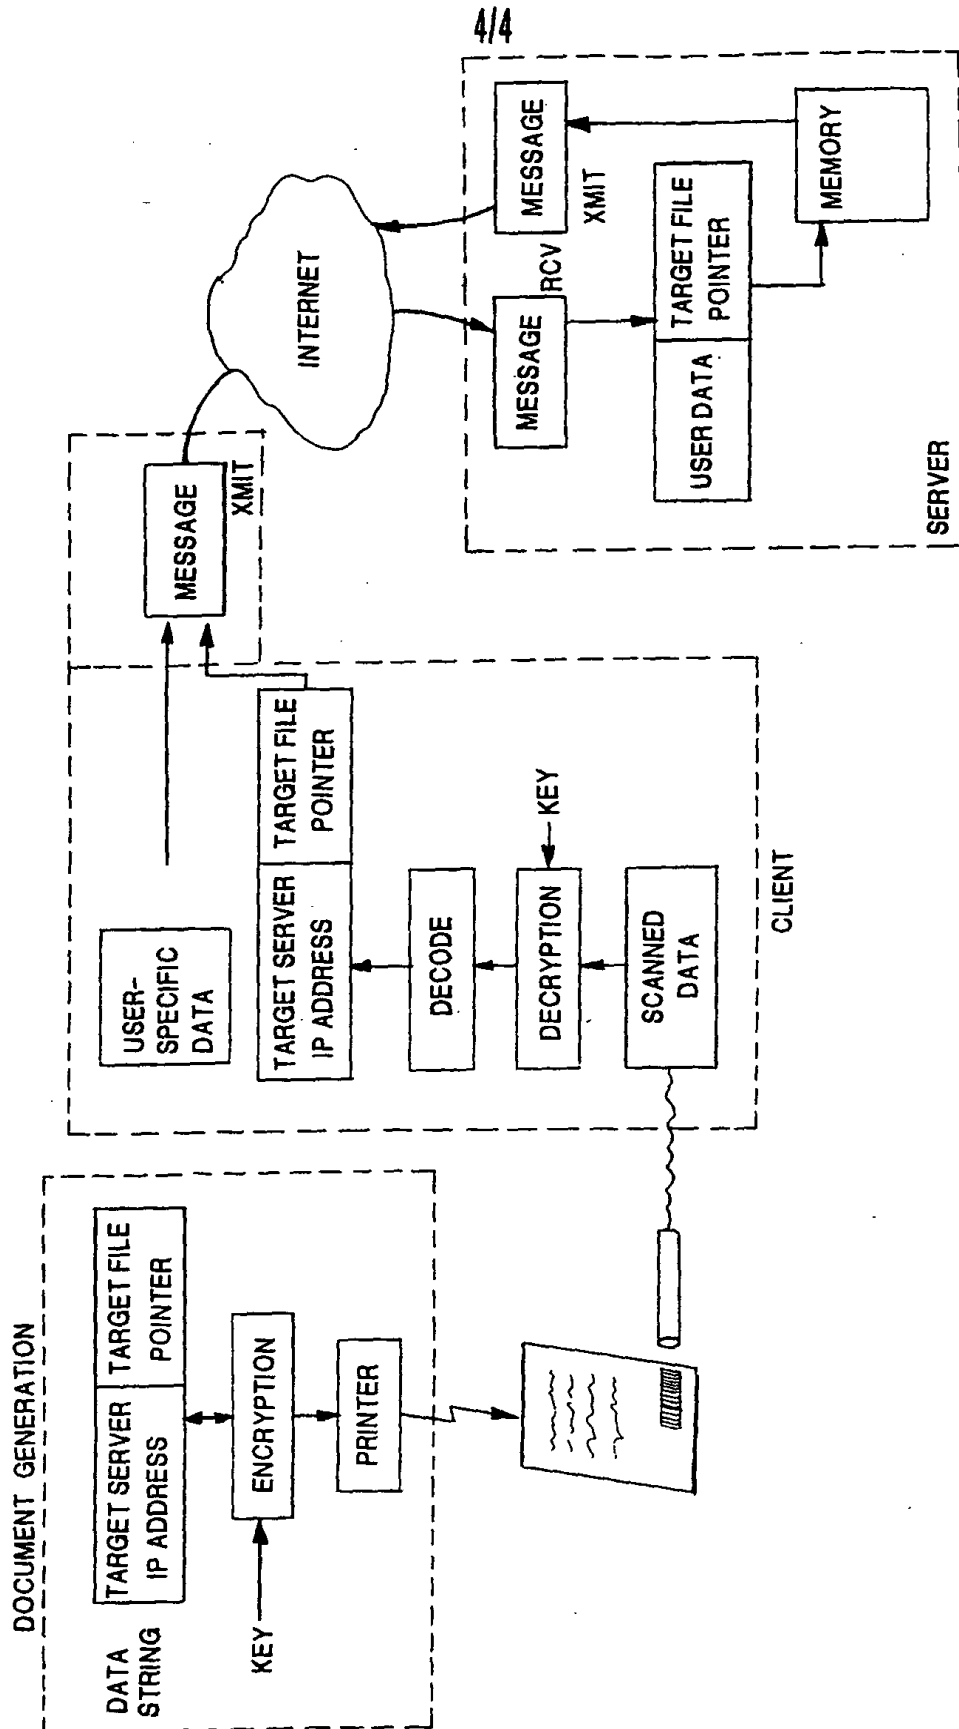 4/4
DOCUMENT GENERATION
DATA
STRING
TARGET SERVER
IP ADDRESS
TARGET FILE
POINTER
KEY
ENCRYPTION
PRINTER
USER-
SPECIFIC
DATA
TARGET SERVER
IP ADDRESS
TARGET FILE
POINTER
DECODE
DECRYPTION
KEY
SCANNED
DATA
CLIENT
MESSAGE
XMIT
INTERNET
MESSAGE
RCV
MESSAGE
XMIT
USER DATA
TARGET FILE
POINTER
MEMORY
SERVER